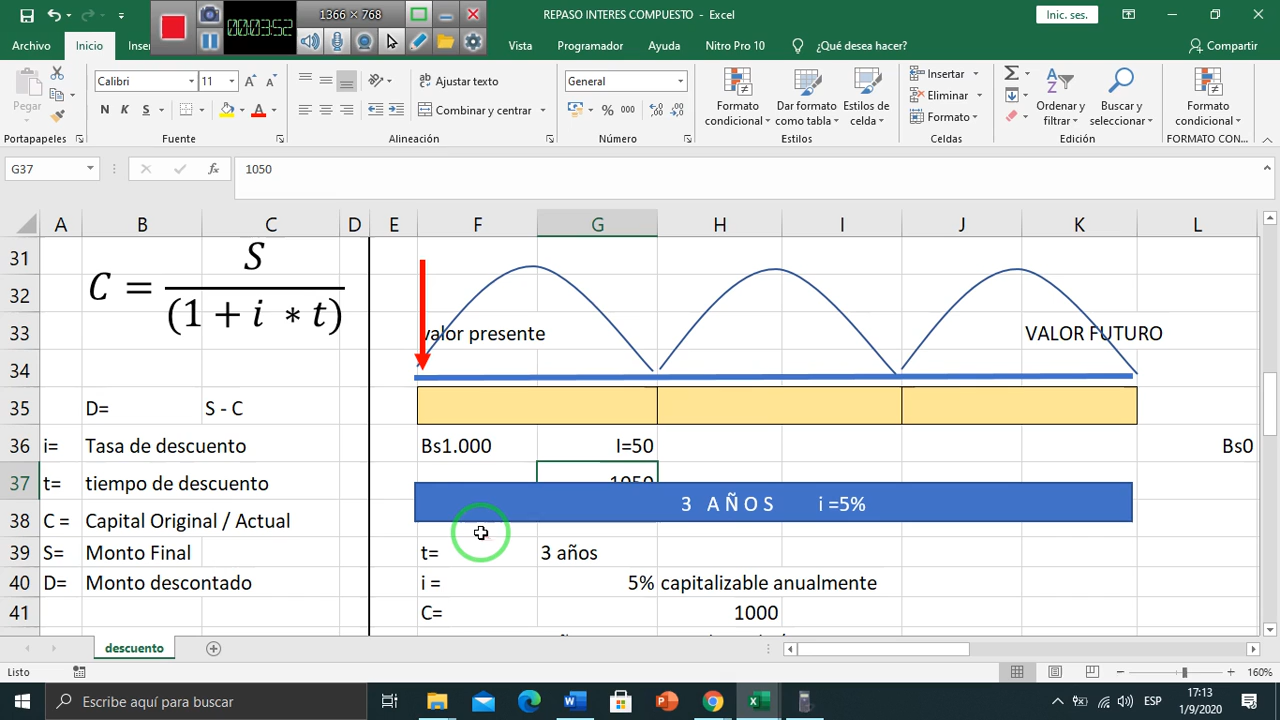 1366 × 768
00:03:52
REPASO INTERES COMPUESTO - Excel
Inic. ses.
Archivo Inicio Inser Vista Programador Ayuda Nitro Pro 10 ¿Qué desea hacer? Compartir
Pegar
Calibri 11
N K S
Ajustar texto
Combinar y centrar
General
% 000
Formato condicional
Dar formato como tabla
Estilos de celda
Insertar
Eliminar
Formato
Ordenar y filtrar
Buscar y seleccionar
Formato condicional
Portapapeles Fuente Alineación Número Estilos Celdas Edición FORMATO CON...
G37 fx 1050
A B C D E F G H I J K L
31
32
C = S / (1 + i * t)
33 valor presente VALOR FUTURO
34
35 D= S - C
36 i= Tasa de descuento Bs1.000 I=50 Bs0
37 t= tiempo de descuento 1050
3 AÑOS i =5%
38 C = Capital Original / Actual
39 S= Monto Final t= 3 años
40 D= Monto descontado i = 5% capitalizable anualmente
41 C= 1000
descuento
Listo 160%
Escribe aquí para buscar
ESP
17:13
1/9/2020